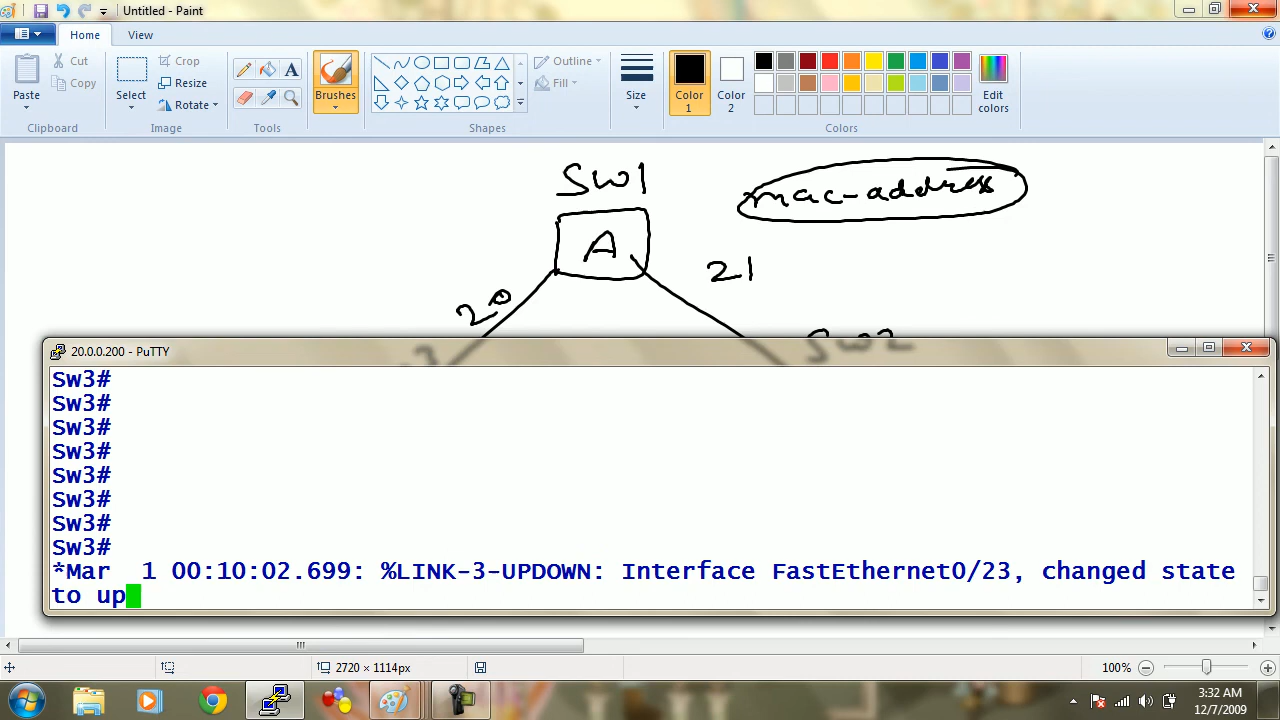 Untitled - Paint
Home View
Paste
Cut
Copy
Clipboard
Select
Crop
Resize
Rotate
Image
A
Tools
Brushes
Outline
Fill
Shapes
Size
Color 1
Color 2
Edit colors
Colors
SW1
mac-address
A
20
21
SW2
20.0.0.200 - PuTTY
Sw3#
Sw3#
Sw3#
Sw3#
Sw3#
Sw3#
Sw3#
Sw3#
*Mar  1 00:10:02.699: %LINK-3-UPDOWN: Interface FastEthernet0/23, changed state
to up
2720 × 1114px
100%
3:32 AM
12/7/2009